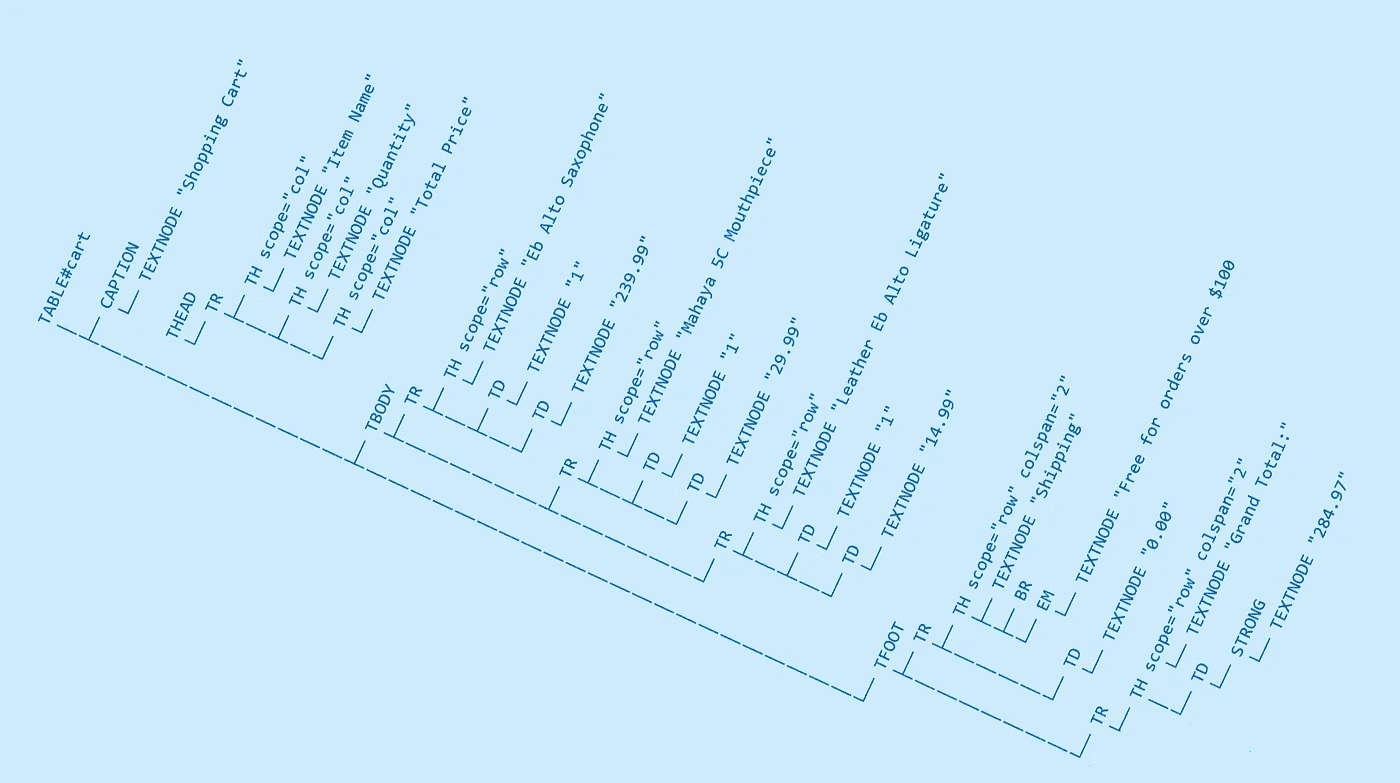 TABLE#cart
CAPTION
TEXTNODE "Shopping Cart"
THEAD
TR
TH scope="col"
TEXTNODE "Item Name"
TH scope="col"
TEXTNODE "Quantity"
TH scope="col"
TEXTNODE "Total Price"
TBODY
TR
TH scope="row"
TEXTNODE "Eb Alto Saxophone"
TD
TEXTNODE "1"
TD
TEXTNODE "239.99"
TR
TH scope="row"
TEXTNODE "Mahaya 5C Mouthpiece"
TD
TEXTNODE "1"
TD
TEXTNODE "29.99"
TR
TH scope="row"
TEXTNODE "Leather Eb Alto Ligature"
TD
TEXTNODE "1"
TD
TEXTNODE "14.99"
TFOOT
TR
TH scope="row" colspan="2"
TEXTNODE "Shipping"
BR
EM
TEXTNODE "Free for orders over $100
TD
TEXTNODE "0.00"
TR
TH scope="row" colspan="2"
TEXTNODE "Grand Total:"
TD
STRONG
TEXTNODE "284.97"